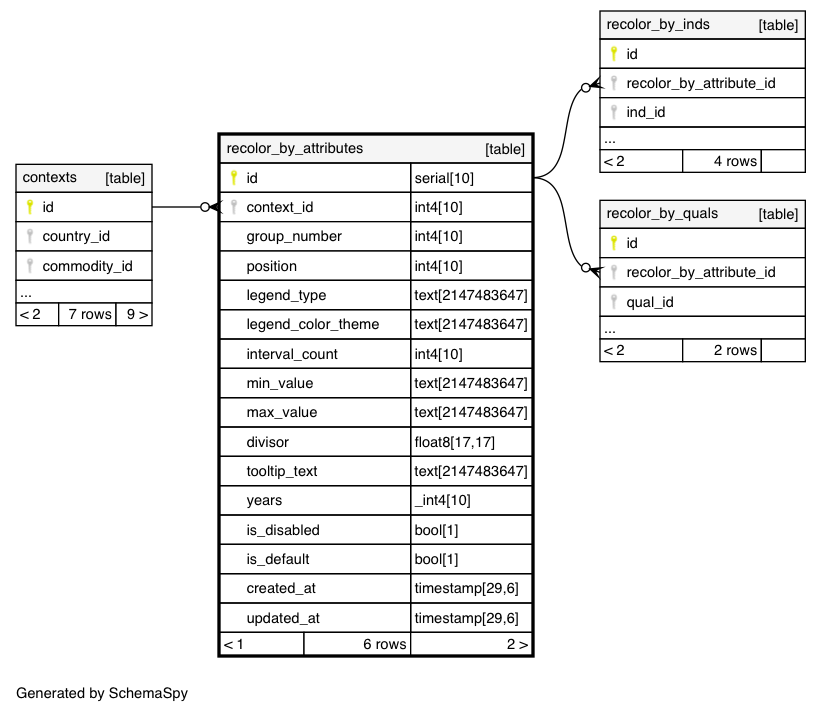 contexts [table]
id
country_id
commodity_id
...
< 2 7 rows 9 >
recolor_by_attributes [table]
id serial[10]
context_id int4[10]
group_number int4[10]
position int4[10]
legend_type text[2147483647]
legend_color_theme text[2147483647]
interval_count int4[10]
min_value text[2147483647]
max_value text[2147483647]
divisor float8[17,17]
tooltip_text text[2147483647]
years _int4[10]
is_disabled bool[1]
is_default bool[1]
created_at timestamp[29,6]
updated_at timestamp[29,6]
< 1 6 rows 2 >
recolor_by_inds [table]
id
recolor_by_attribute_id
ind_id
...
< 2 4 rows
recolor_by_quals [table]
id
recolor_by_attribute_id
qual_id
...
< 2 2 rows
Generated by SchemaSpy